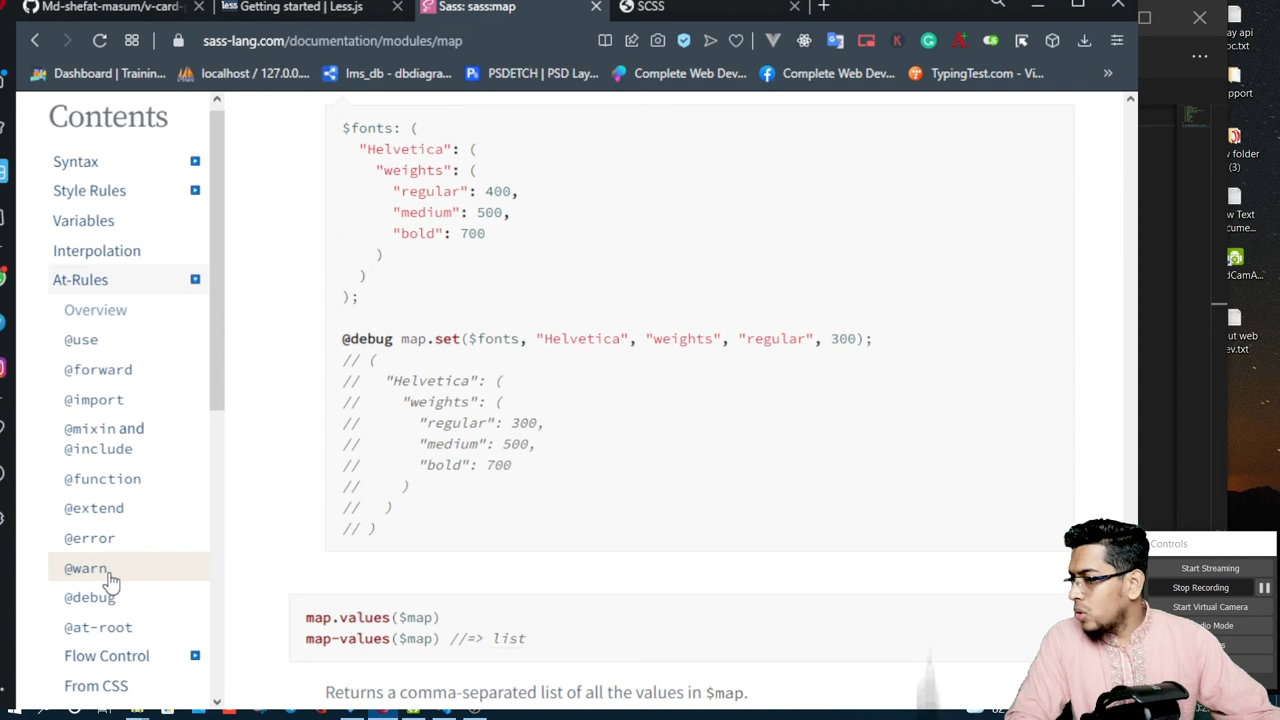 Md-shefat-masum/v-card-
Getting started | Less.js
Sass: sass:map
SCSS
sass-lang.com/documentation/modules/map
Dashboard | Trainin...
localhost / 127.0.0....
lms_db - dbdiagra...
PSDETCH | PSD Lay...
Complete Web Dev...
Complete Web Dev...
TypingTest.com - Vi...
Contents
Syntax
Style Rules
Variables
Interpolation
At-Rules
Overview
@use
@forward
@import
@mixin and
@include
@function
@extend
@error
@warn
@debug
@at-root
Flow Control
From CSS
$fonts: (
"Helvetica": (
"weights": (
"regular": 400,
"medium": 500,
"bold": 700
)
)
);
@debug map.set($fonts, "Helvetica", "weights", "regular", 300);
// (
// "Helvetica": (
// "weights": (
// "regular": 300,
// "medium": 500,
// "bold": 700
// )
// )
// )
map.values($map)
map-values($map) //=> list
Returns a comma-separated list of all the values in $map.
Controls
Start Streaming
Stop Recording
Start Virtual Camera